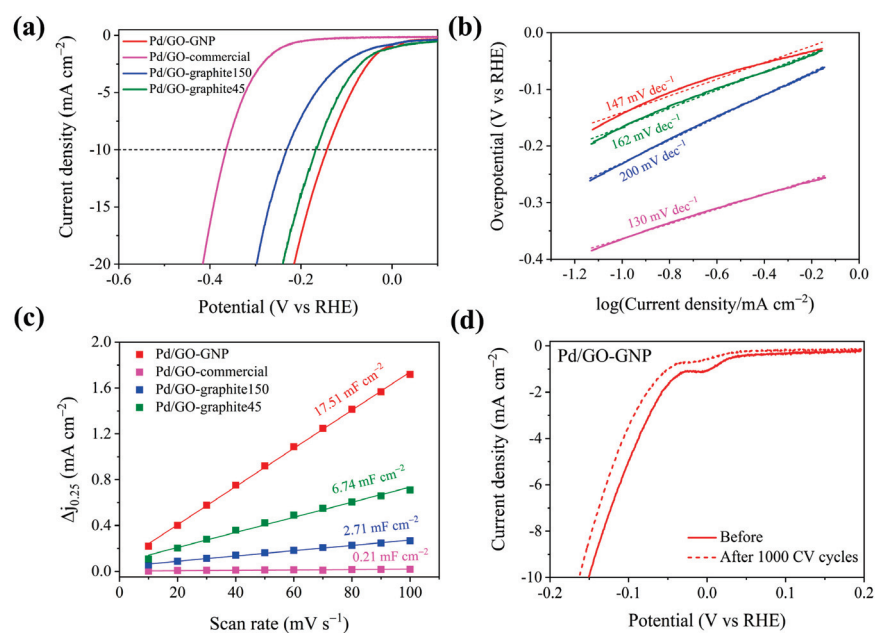 (a)
Pd/GO-GNP
Pd/GO-commercial
Pd/GO-graphite150
Pd/GO-graphite45
Current density (mA cm⁻²)
0
-5
-10
-15
-20
-0.6
-0.4
-0.2
0.0
Potential (V vs RHE)
(b)
Overpotential (V vs RHE)
0.0
-0.1
-0.2
-0.3
-0.4
147 mV dec⁻¹
162 mV dec⁻¹
200 mV dec⁻¹
130 mV dec⁻¹
-1.2
-1.0
-0.8
-0.6
-0.4
-0.2
0.0
log(Current density/mA cm⁻²)
(c)
Pd/GO-GNP
Pd/GO-commercial
Pd/GO-graphite150
Pd/GO-graphite45
Δj₀.₂₅ (mA cm⁻²)
2.0
1.6
1.2
0.8
0.4
0.0
17.51 mF cm⁻²
6.74 mF cm⁻²
2.71 mF cm⁻²
0.21 mF cm⁻²
0
20
40
60
80
100
Scan rate (mV s⁻¹)
(d)
Pd/GO-GNP
Current density (mA cm⁻²)
0
-2
-4
-6
-8
-10
Before
After 1000 CV cycles
-0.2
-0.1
0.0
0.1
0.2
Potential (V vs RHE)